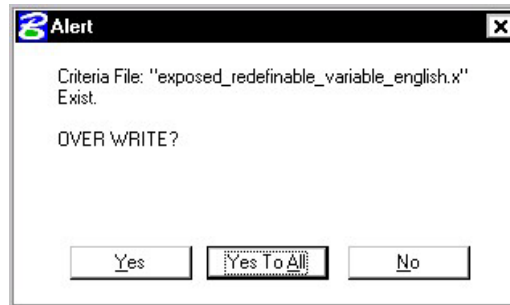 Alert
Criteria File: "exposed_redefinable_variable_english.x"
Exist.
OVER WRITE?
Yes
Yes To All
No